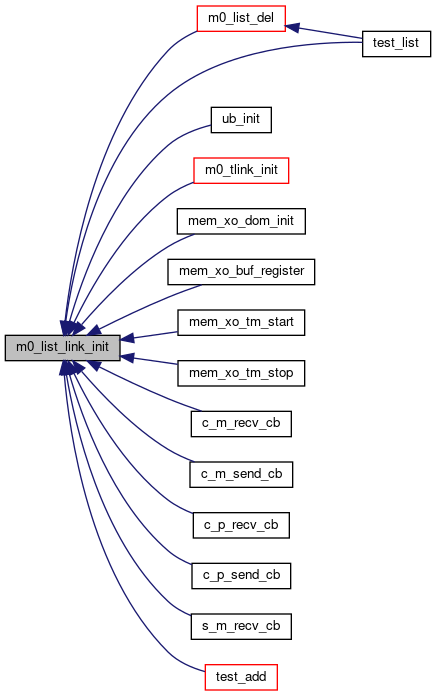 m0_list_del
test_list
ub_init
m0_tlink_init
mem_xo_dom_init
mem_xo_buf_register
mem_xo_tm_start
m0_list_link_init
mem_xo_tm_stop
c_m_recv_cb
c_m_send_cb
c_p_recv_cb
c_p_send_cb
s_m_recv_cb
test_add